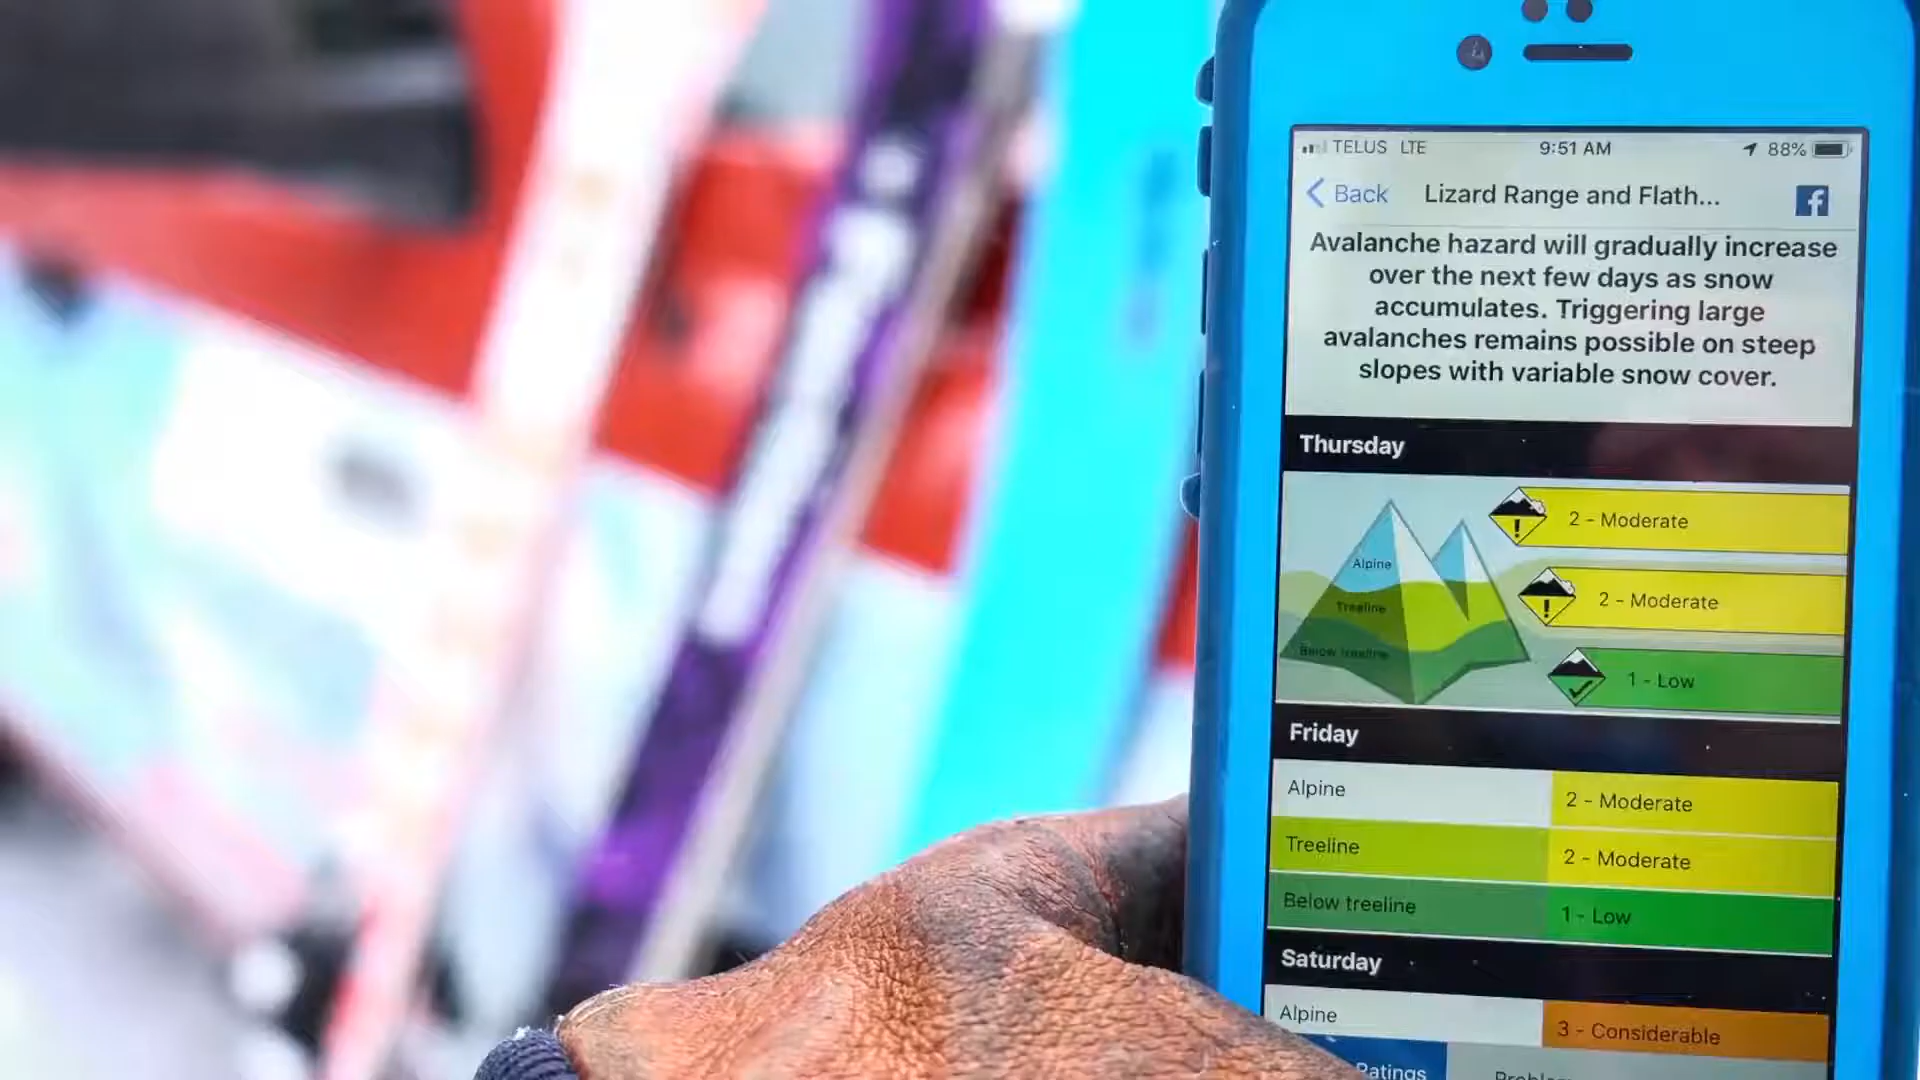 TELUS LTE 9:51 AM 88%
Back Lizard Range and Flath...
Avalanche hazard will gradually increase
over the next few days as snow
accumulates. Triggering large
avalanches remains possible on steep
slopes with variable snow cover.
Thursday
2 - Moderate
Alpine
2 - Moderate
Treeline
Below treeline
1 - Low
Friday
Alpine 2 - Moderate
Treeline 2 - Moderate
Below treeline 1 - Low
Saturday
Alpine 3 - Considerable
Ratings